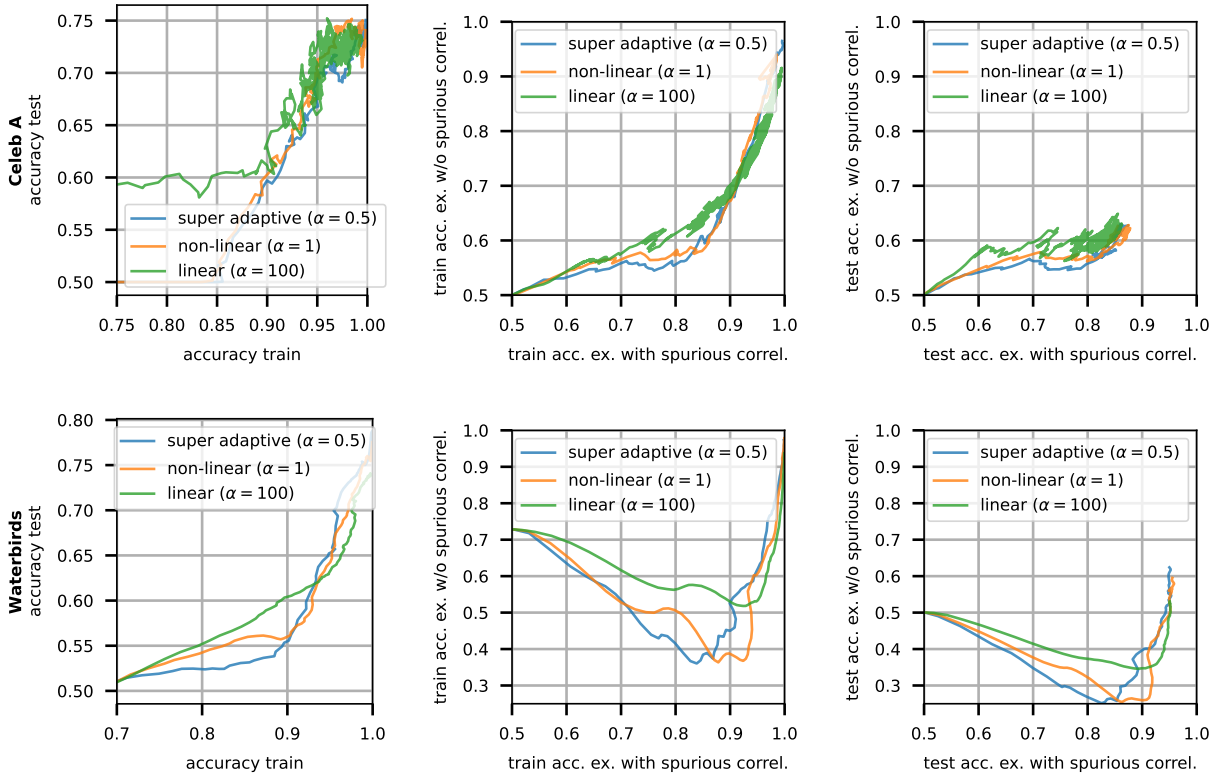 Celeb A
accuracy test
0.75
0.70
0.65
0.60
0.55
0.50
super adaptive (α = 0.5)
non-linear (α = 1)
linear (α = 100)
0.75 0.80 0.85 0.90 0.95 1.00
accuracy train
train acc. ex. w/o spurious correl.
1.0
0.9
0.8
0.7
0.6
0.5
super adaptive (α = 0.5)
non-linear (α = 1)
linear (α = 100)
0.5 0.6 0.7 0.8 0.9 1.0
train acc. ex. with spurious correl.
test acc. ex. w/o spurious correl.
1.0
0.9
0.8
0.7
0.6
0.5
super adaptive (α = 0.5)
non-linear (α = 1)
linear (α = 100)
0.5 0.6 0.7 0.8 0.9 1.0
test acc. ex. with spurious correl.
Waterbirds
accuracy test
0.80
0.75
0.70
0.65
0.60
0.55
0.50
super adaptive (α = 0.5)
non-linear (α = 1)
linear (α = 100)
0.7 0.8 0.9 1.0
accuracy train
train acc. ex. w/o spurious correl.
1.0
0.9
0.8
0.7
0.6
0.5
0.4
0.3
super adaptive (α = 0.5)
non-linear (α = 1)
linear (α = 100)
0.5 0.6 0.7 0.8 0.9 1.0
train acc. ex. with spurious correl.
test acc. ex. w/o spurious correl.
1.0
0.9
0.8
0.7
0.6
0.5
0.4
0.3
super adaptive (α = 0.5)
non-linear (α = 1)
linear (α = 100)
0.5 0.6 0.7 0.8 0.9 1.0
test acc. ex. with spurious correl.